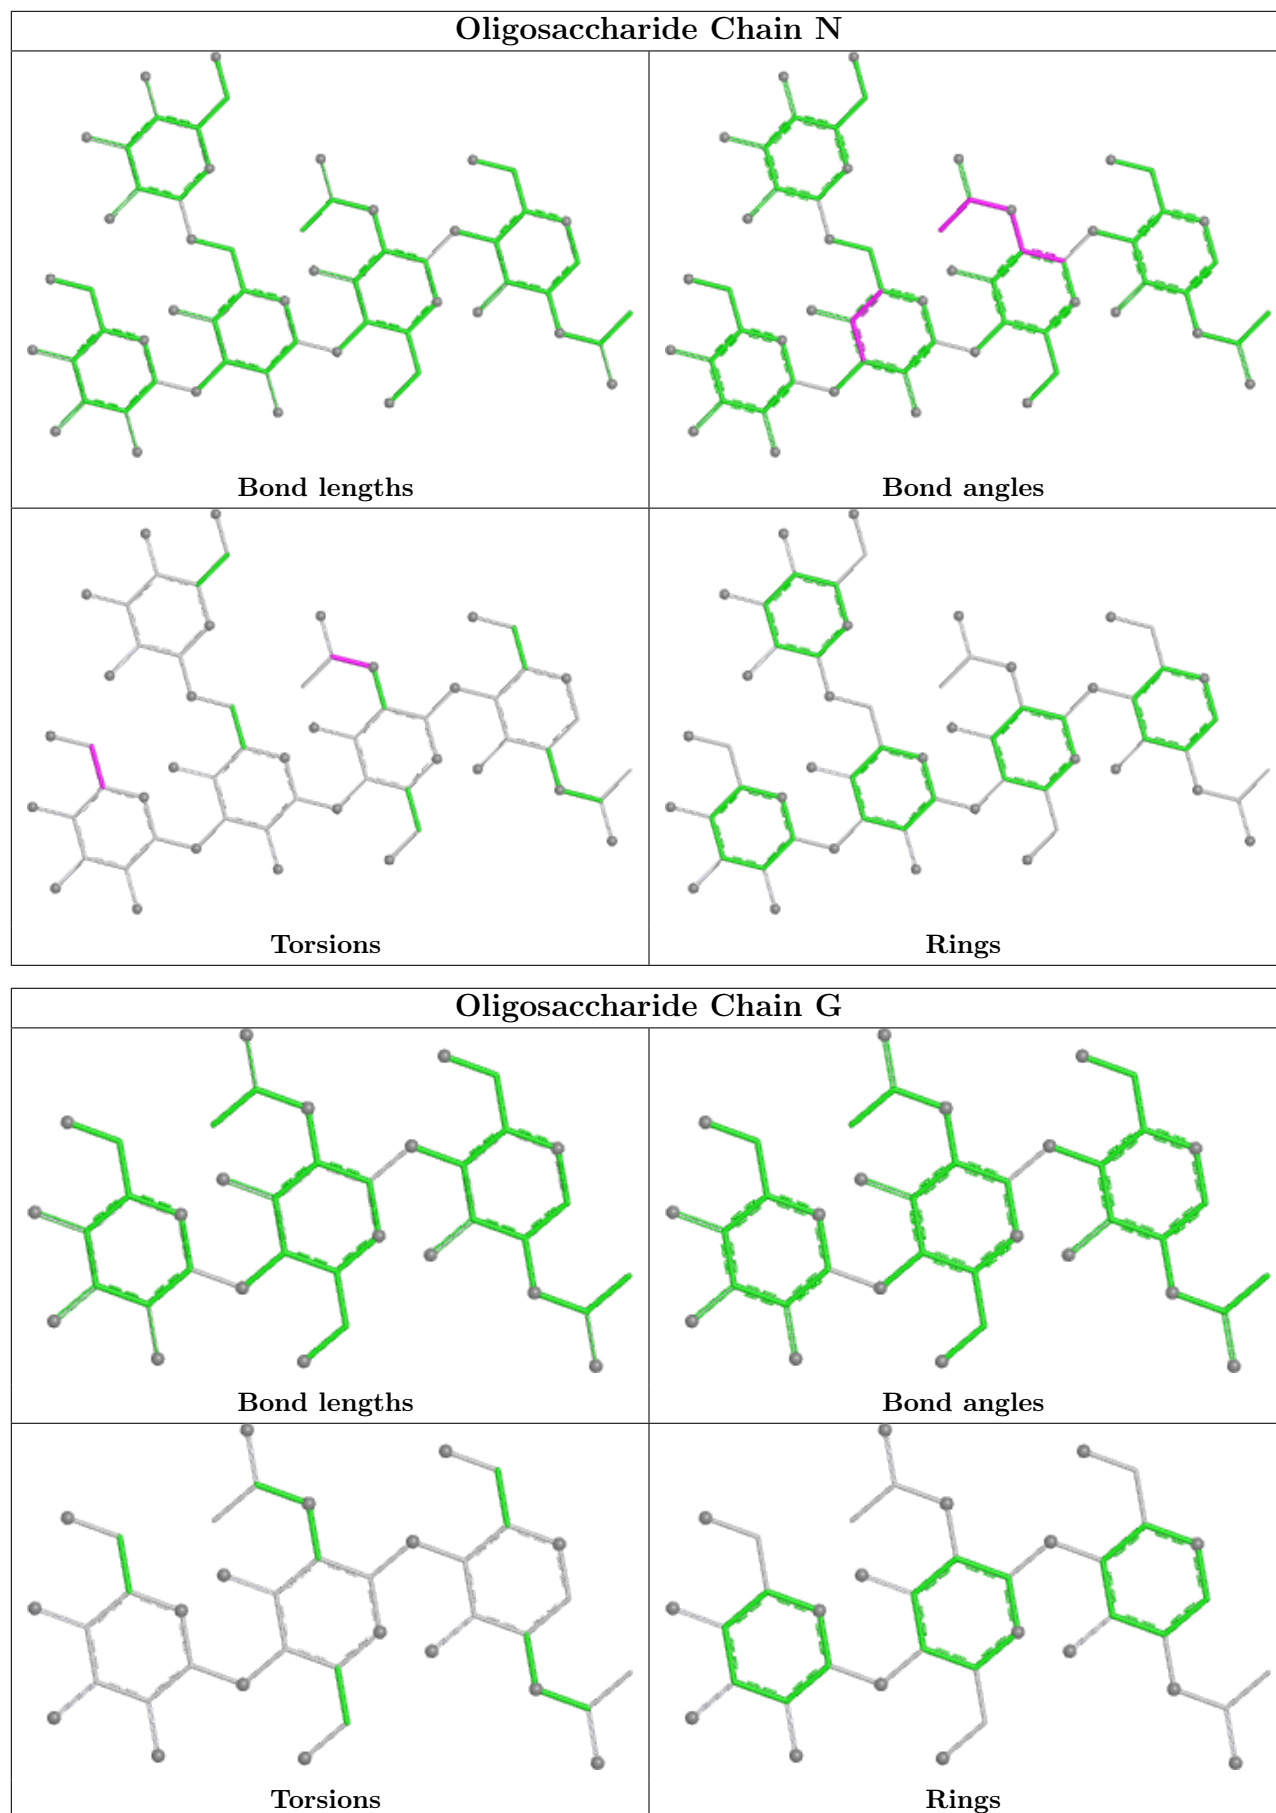 Oligosaccharide Chain N
Bond lengths
Bond angles
Torsions
Rings
Oligosaccharide Chain G
Bond lengths
Bond angles
Torsions
Rings